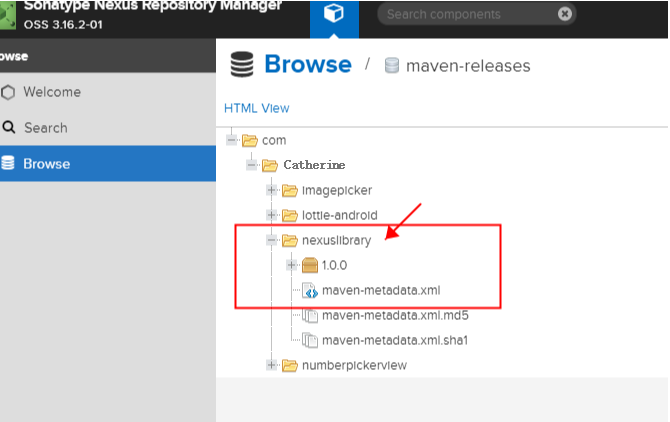 Sonatype Nexus Repository Manager
OSS 3.16.2-01
Search components
owse
Browse / maven-releases
Welcome
HTML View
Search
com
Browse
Catherine
imagepicker
lottie-android
nexuslibrary
1.0.0
maven-metadata.xml
maven-metadata.xml.md5
maven-metadata.xml.sha1
numberpickerview